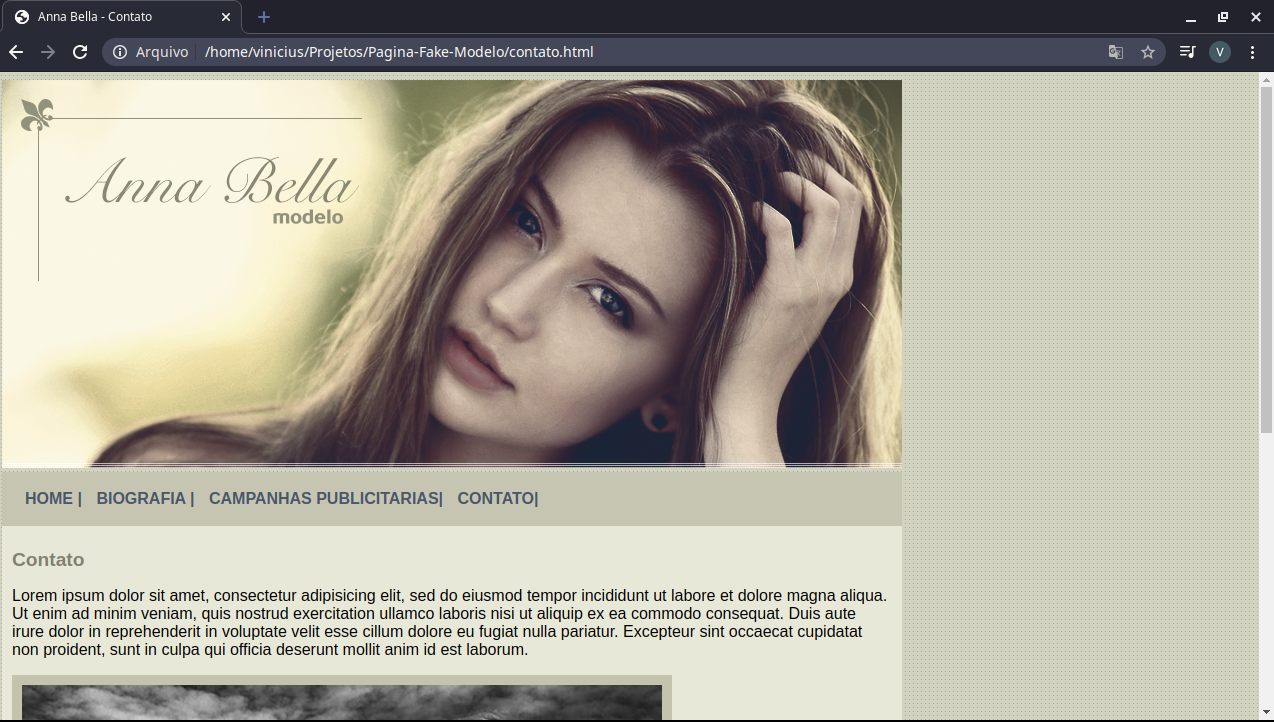 Anna Bella - Contato
Arquivo /home/vinicius/Projetos/Pagina-Fake-Modelo/contato.html
V
Anna Bella
modelo
HOME | BIOGRAFIA | CAMPANHAS PUBLICITARIAS| CONTATO|
Contato
Lorem ipsum dolor sit amet, consectetur adipisicing elit, sed do eiusmod tempor incididunt ut labore et dolore magna aliqua.
Ut enim ad minim veniam, quis nostrud exercitation ullamco laboris nisi ut aliquip ex ea commodo consequat. Duis aute
irure dolor in reprehenderit in voluptate velit esse cillum dolore eu fugiat nulla pariatur. Excepteur sint occaecat cupidatat
non proident, sunt in culpa qui officia deserunt mollit anim id est laborum.